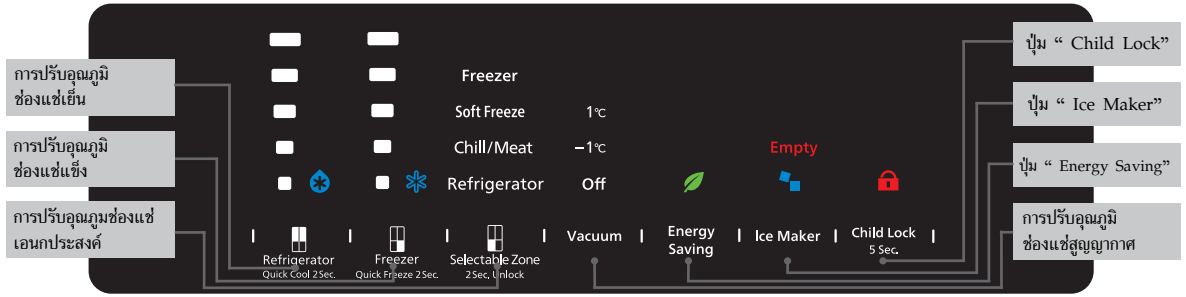 การปรับอุณภูมิ
ช่องแช่เย็น
การปรับอุณภูมิ
ช่องแช่แข็ง
การปรับอุณภูมช่องแช่
เอนกประสงค์
Freezer
Soft Freeze 1℃
Chill/Meat −1℃ Empty
Refrigerator Off
Refrigerator
Quick Cool 2Sec.
Freezer
Quick Freeze 2Sec.
Selectable Zone
2Sec, Unlock
Vacuum
Energy
Saving
Ice Maker
Child Lock
5 Sec.
ปุ่ม “ Child Lock”
ปุ่ม “ Ice Maker”
ปุ่ม “ Energy Saving”
การปรับอุณภูมิ
ช่องแช่สูญญากาศ